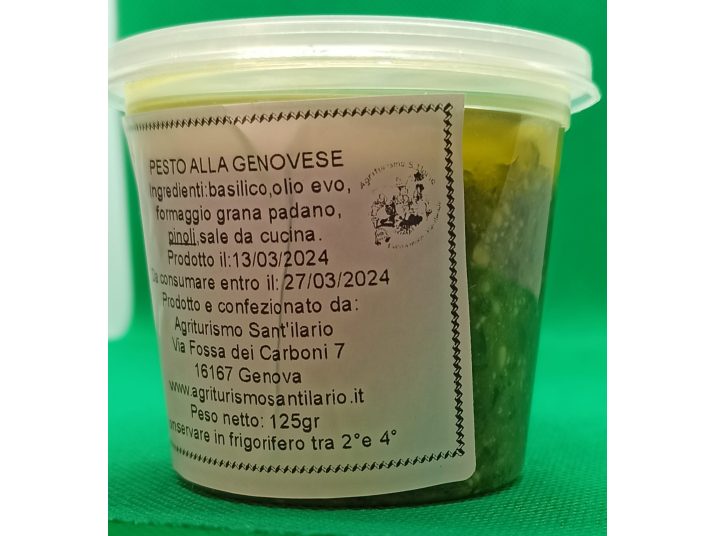 PESTO ALLA GENOVESE
Ingredienti:basilico,olio evo,
formaggio grana padano,
pinoli,sale da cucina.
Prodotto il:13/03/2024
Da consumare entro il: 27/03/2024
Prodotto e confezionato da:
Agriturismo Sant'ilario
Via Fossa dei Carboni 7
16167 Genova
www.agriturismosantilario.it
Peso netto: 125gr
onservare in frigorifero tra 2°e 4°
Agriturismo S